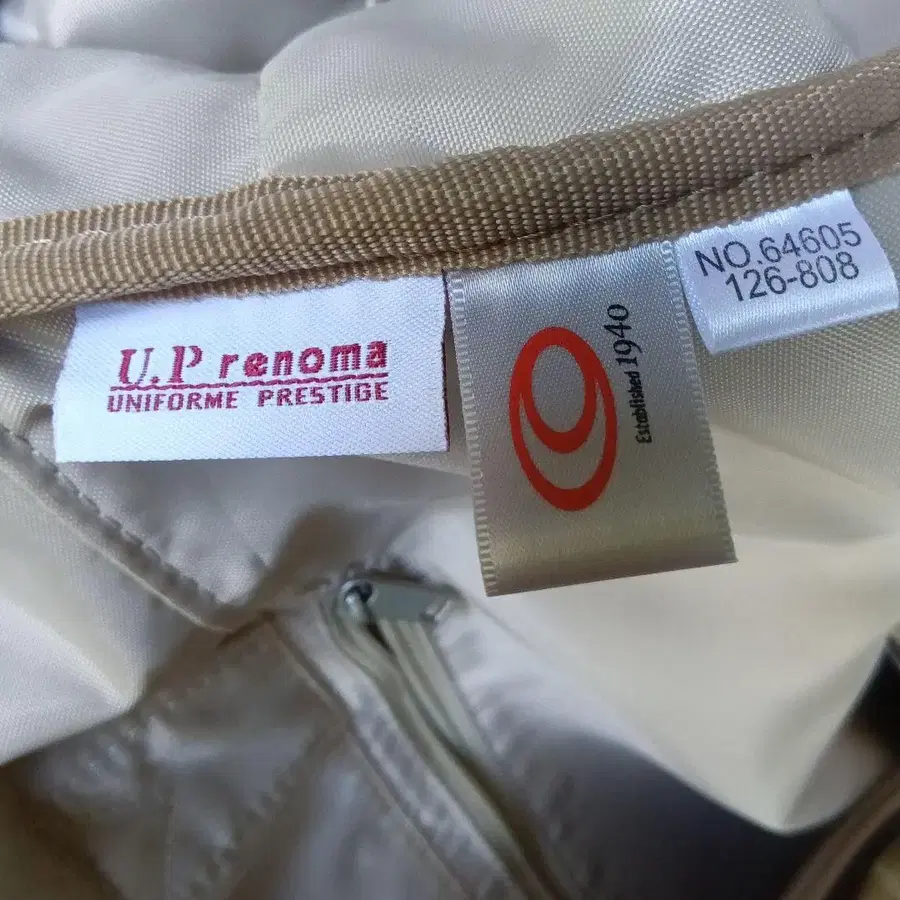 U.P renoma
UNIFORME PRESTIGE
Established 1940
NO.64605
126-808